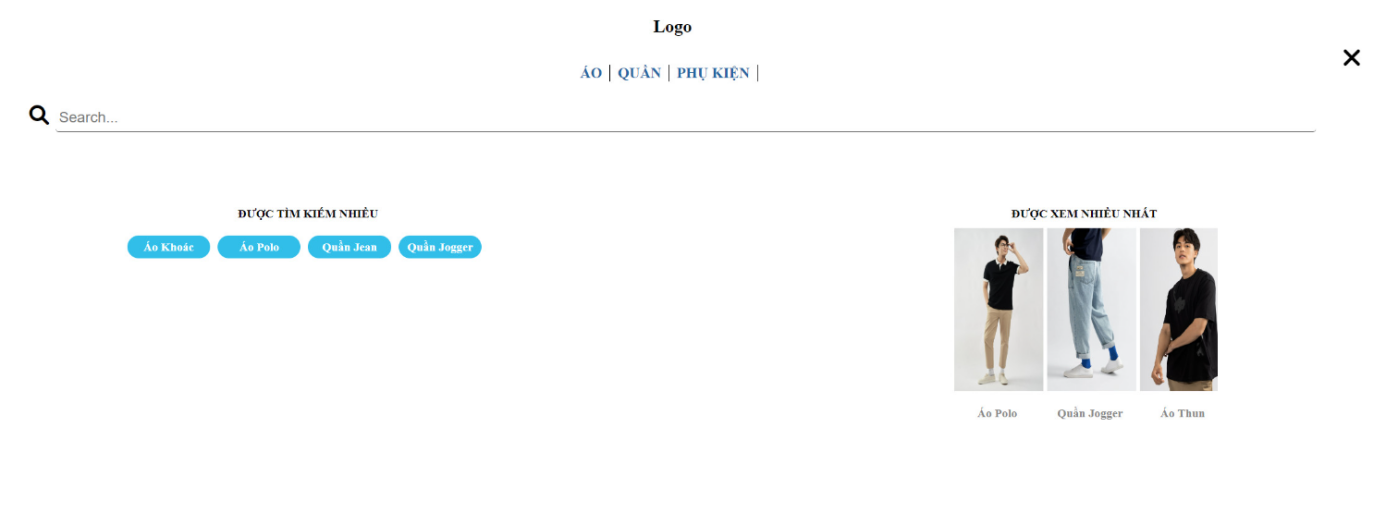 Logo
ÁO | QUẦN | PHỤ KIỆN |
Search...
ĐƯỢC TÌM KIẾM NHIỀU
Áo Khoác Áo Polo Quần Jean Quần Jogger
ĐƯỢC XEM NHIỀU NHẤT
Áo Polo Quần Jogger Áo Thun